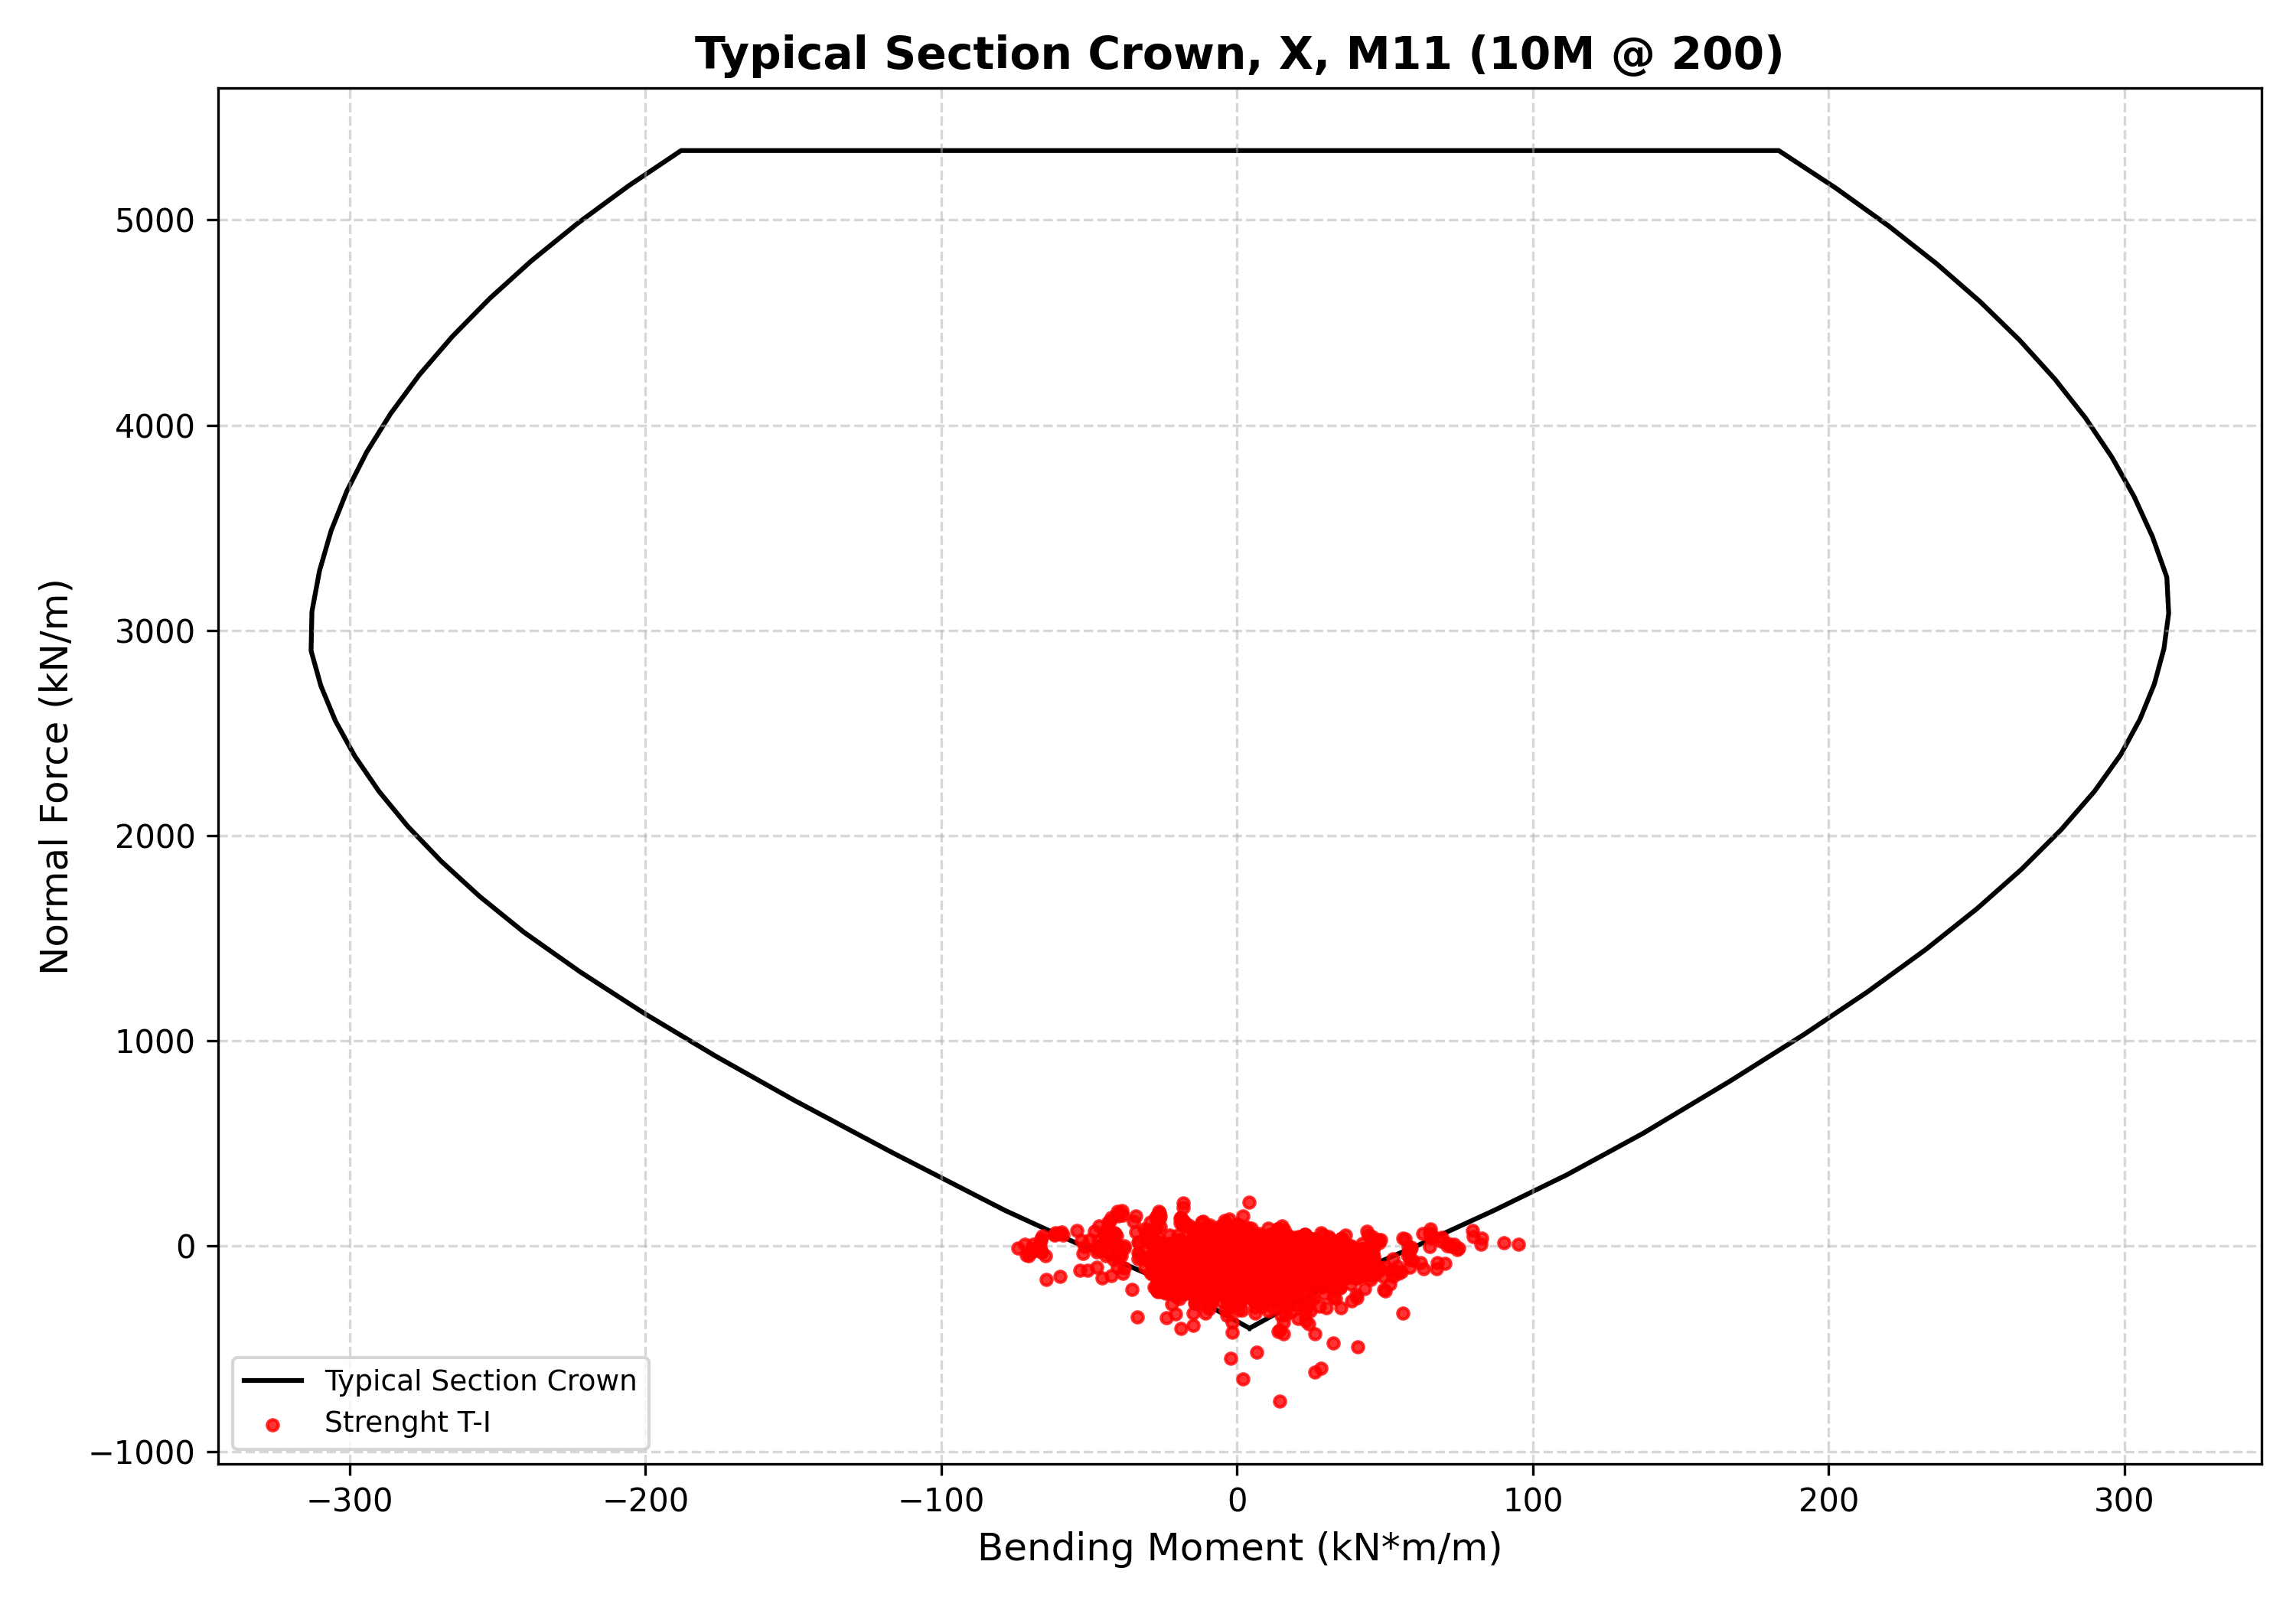 Typical Section Crown, X, M11 (10M @ 200)
Normal Force (kN/m)
5000
4000
3000
2000
1000
0
−1000
Typical Section Crown
Strenght T-I
−300 −200 −100 0 100 200 300
Bending Moment (kN*m/m)